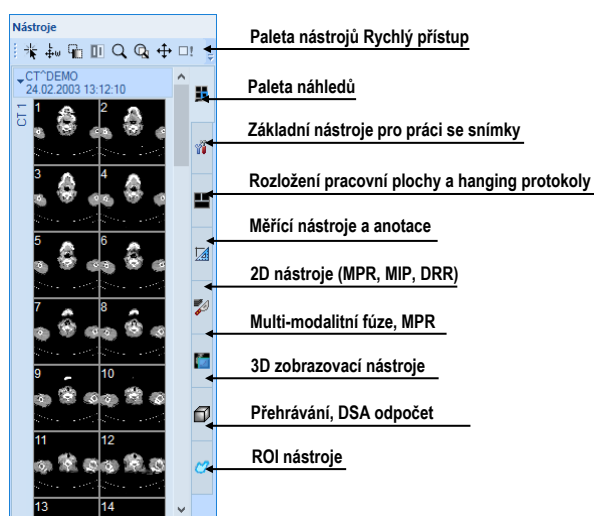 Nástroje
Paleta nástrojů Rychlý přístup
CT^DEMO
24.02.2003 13:12:10
Paleta náhledů
CT 1
1 2
Základní nástroje pro práci se snímky
3 4
Rozložení pracovní plochy a hanging protokoly
Měřící nástroje a anotace
5 6
2D nástroje (MPR, MIP, DRR)
7 8
Multi-modalitní fúze, MPR
3D zobrazovací nástroje
9 10
Přehrávání, DSA odpočet
11 12
ROI nástroje
13 14